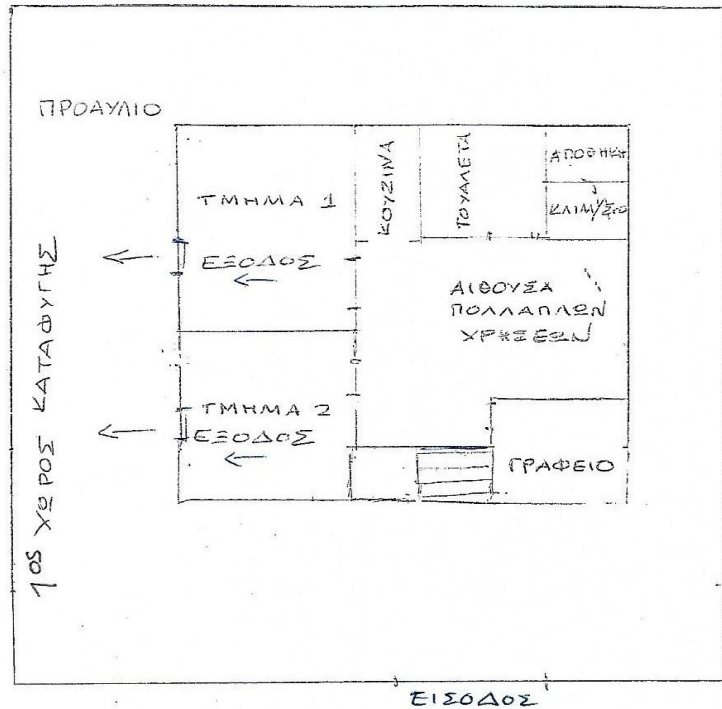 ΠΡΟΑΥΛΙΟ
ΤΜΗΜΑ 1
ΚΟΥΖΙΝΑ
ΤΟΥΑΛΕΤΑ
ΑΠΟΘΗΚΗ
ΕΞΟΔΟΣ
ΑΙΘΟΥΣΑ
ΠΟΛΛΑΠΛΩΝ
ΧΡΗΣΕΩΝ
1ος ΧΩΡΟΣ ΚΑΤΑΦΥΓΗΣ
ΤΜΗΜΑ 2
ΕΞΟΔΟΣ
ΓΡΑΦΕΙΟ
ΕΙΣΟΔΟΣ